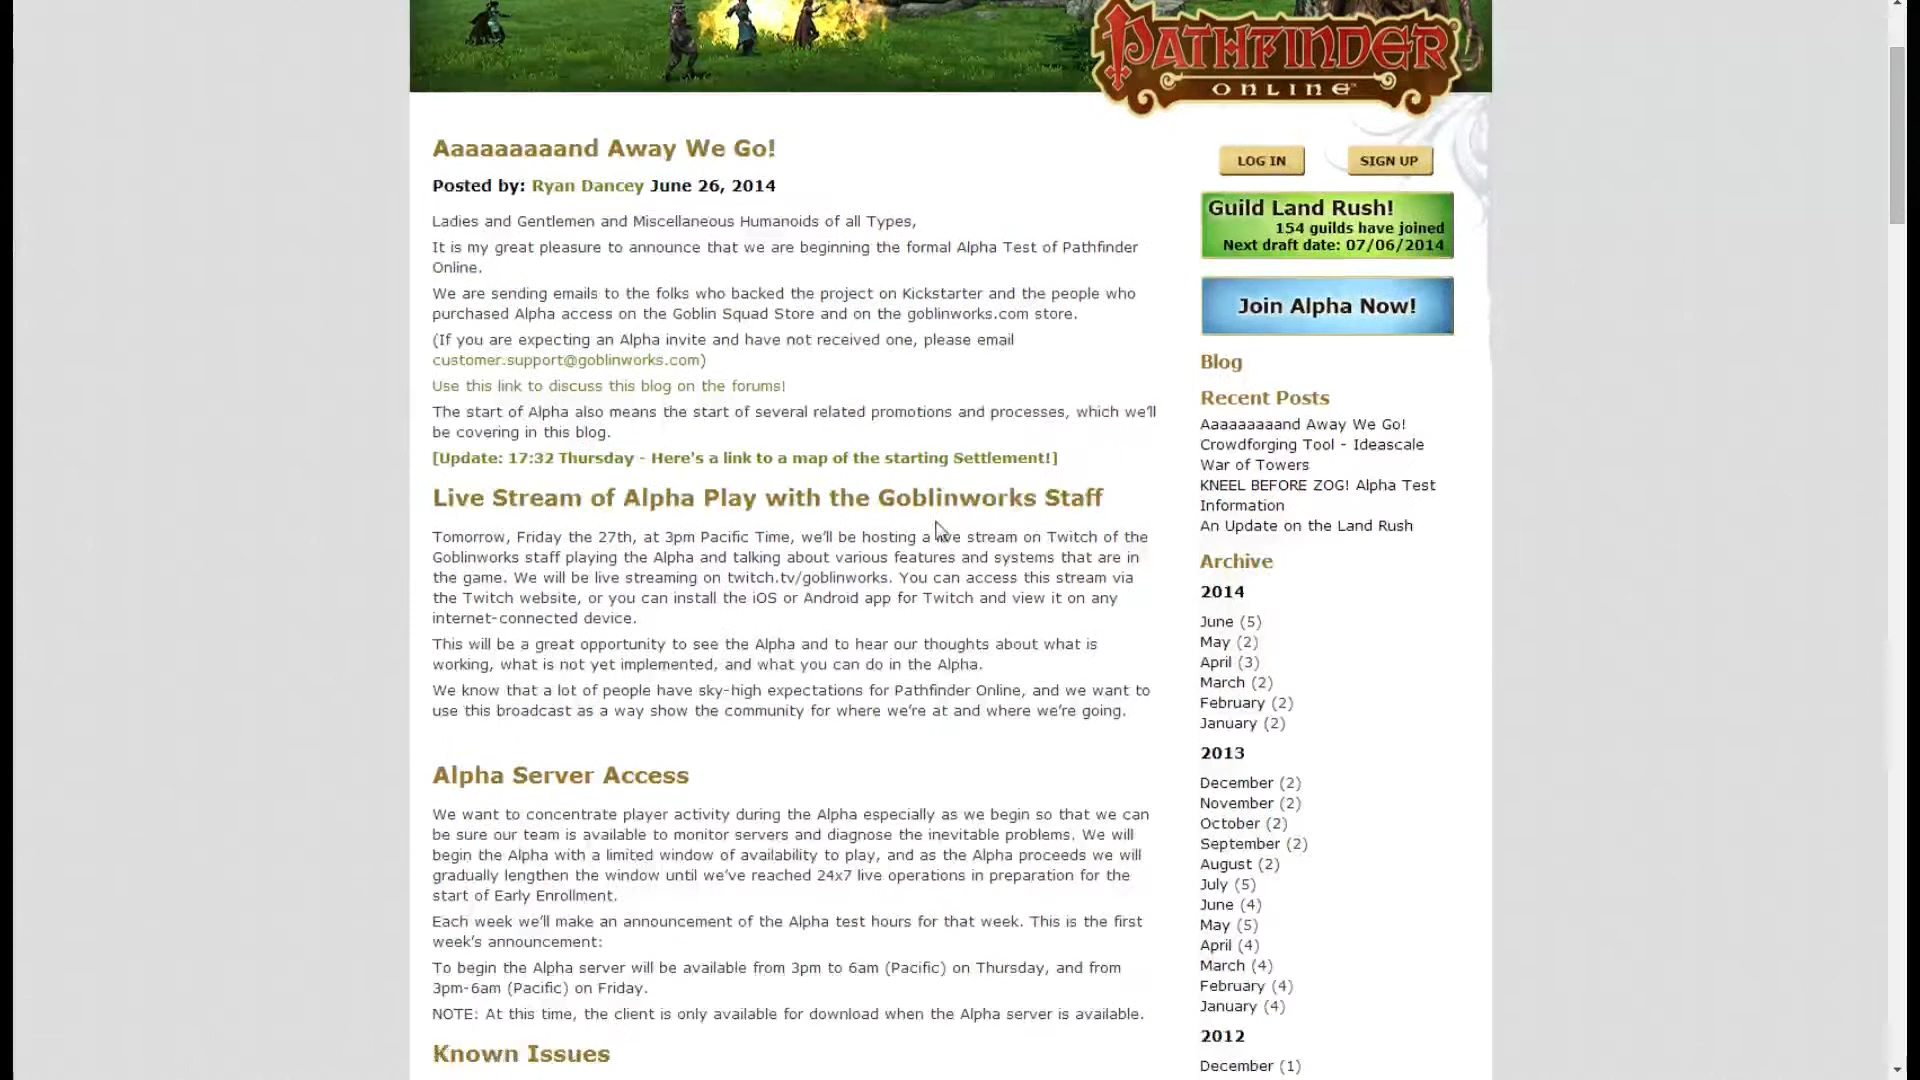 PATHFINDER
ONLINE
Aaaaaaaaand Away We Go!
Posted by: Ryan Dancey June 26, 2014
Ladies and Gentlemen and Miscellaneous Humanoids of all Types,
It is my great pleasure to announce that we are beginning the formal Alpha Test of Pathfinder
Online.
We are sending emails to the folks who backed the project on Kickstarter and the people who
purchased Alpha access on the Goblin Squad Store and on the goblinworks.com store.
(If you are expecting an Alpha invite and have not received one, please email
customer.support@goblinworks.com)
Use this link to discuss this blog on the forums!
The start of Alpha also means the start of several related promotions and processes, which we'll
be covering in this blog.
[Update: 17:32 Thursday - Here's a link to a map of the starting Settlement!]
Live Stream of Alpha Play with the Goblinworks Staff
Tomorrow, Friday the 27th, at 3pm Pacific Time, we'll be hosting a live stream on Twitch of the
Goblinworks staff playing the Alpha and talking about various features and systems that are in
the game. We will be live streaming on twitch.tv/goblinworks. You can access this stream via
the Twitch website, or you can install the iOS or Android app for Twitch and view it on any
internet-connected device.
This will be a great opportunity to see the Alpha and to hear our thoughts about what is
working, what is not yet implemented, and what you can do in the Alpha.
We know that a lot of people have sky-high expectations for Pathfinder Online, and we want to
use this broadcast as a way show the community for where we're at and where we're going.
Alpha Server Access
We want to concentrate player activity during the Alpha especially as we begin so that we can
be sure our team is available to monitor servers and diagnose the inevitable problems. We will
begin the Alpha with a limited window of availability to play, and as the Alpha proceeds we will
gradually lengthen the window until we've reached 24x7 live operations in preparation for the
start of Early Enrollment.
Each week we'll make an announcement of the Alpha test hours for that week. This is the first
week's announcement:
To begin the Alpha server will be available from 3pm to 6am (Pacific) on Thursday, and from
3pm-6am (Pacific) on Friday.
NOTE: At this time, the client is only available for download when the Alpha server is available.
Known Issues
LOG IN
SIGN UP
Guild Land Rush!
154 guilds have joined
Next draft date: 07/06/2014
Join Alpha Now!
Blog
Recent Posts
Aaaaaaaaand Away We Go!
Crowdforging Tool - Ideascale
War of Towers
KNEEL BEFORE ZOG! Alpha Test
Information
An Update on the Land Rush
Archive
2014
June (5)
May (2)
April (3)
March (2)
February (2)
January (2)
2013
December (2)
November (2)
October (2)
September (2)
August (2)
July (5)
June (4)
May (5)
April (4)
March (4)
February (4)
January (4)
2012
December (1)